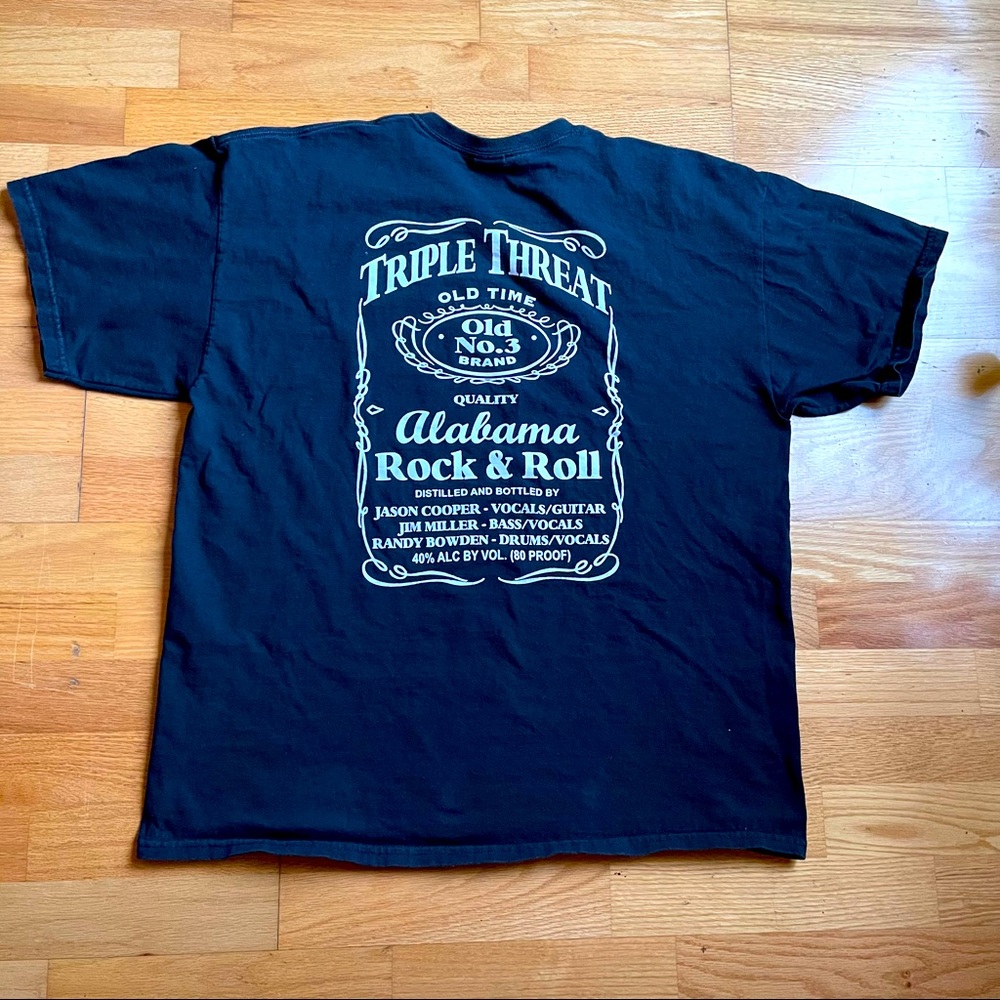 TRIPLE THREAT
OLD TIME
Old
No.3
BRAND
QUALITY
Alabama
Rock & Roll
DISTILLED AND BOTTLED BY
JASON COOPER - VOCALS/GUITAR
JIM MILLER - BASS/VOCALS
RANDY BOWDEN - DRUMS/VOCALS
40% ALC BY VOL. (80 PROOF)